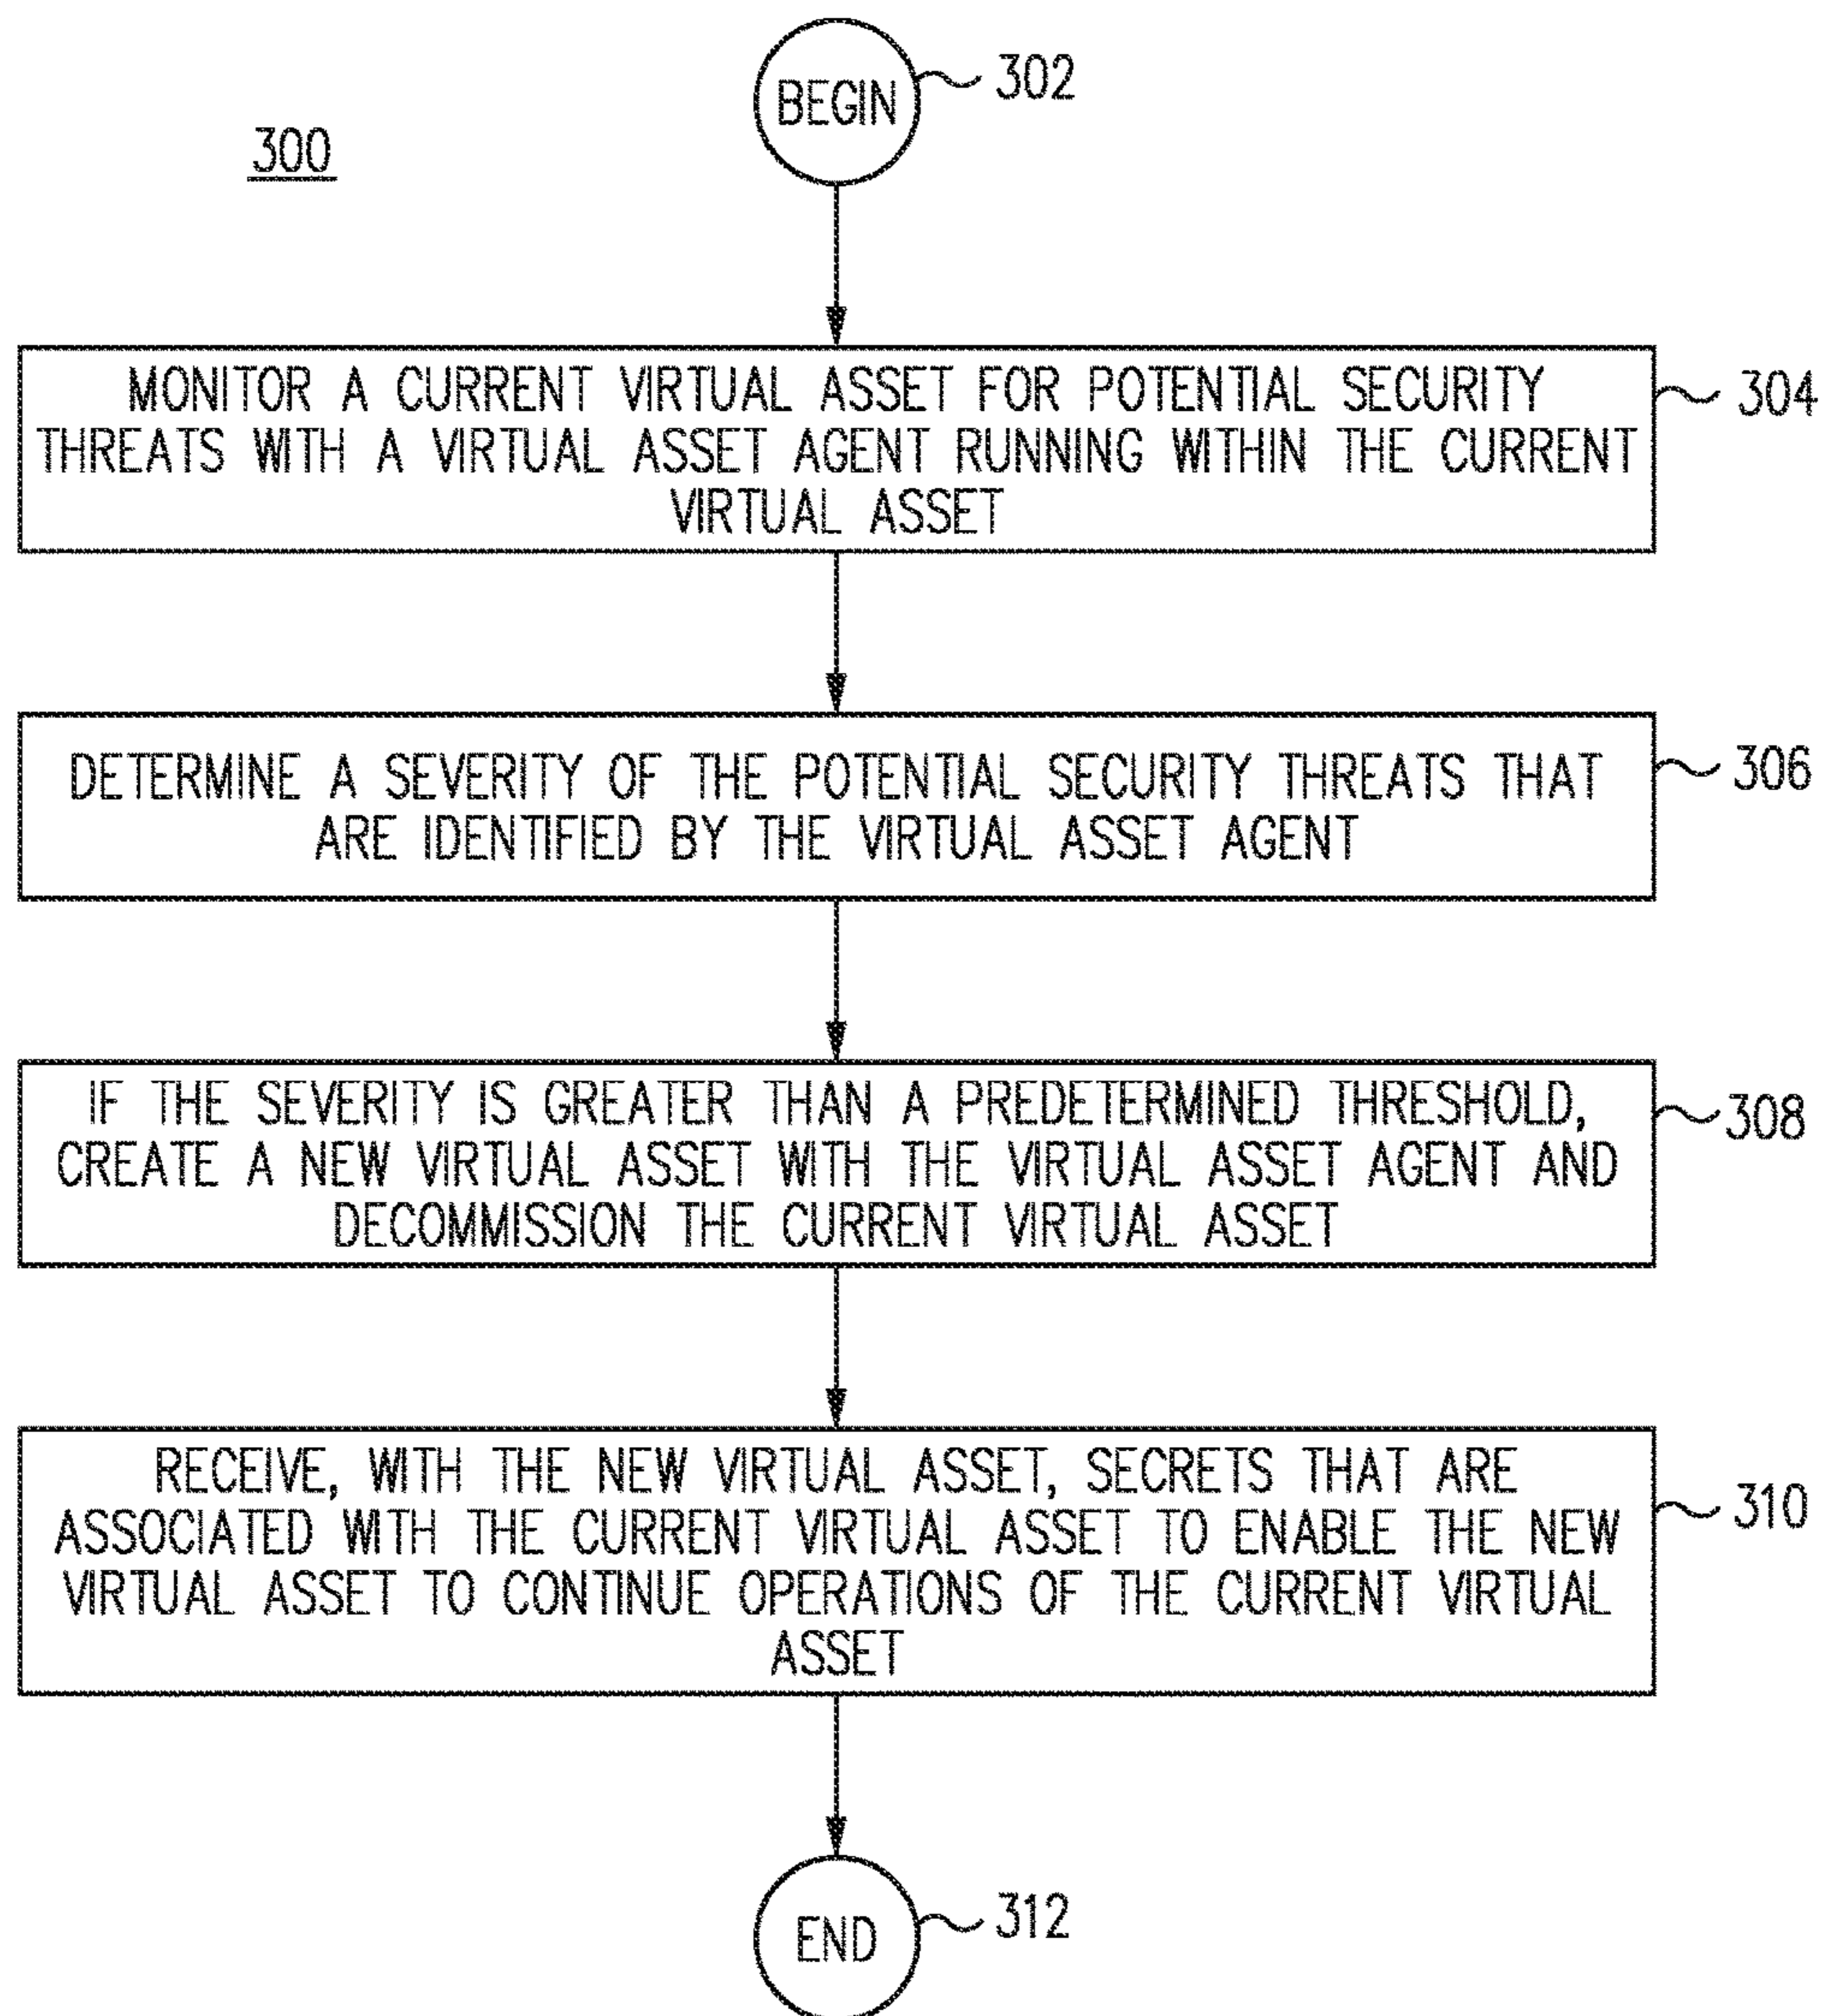 BEGIN
302
300
MONITOR A CURRENT VIRTUAL ASSET FOR POTENTIAL SECURITY
THREATS WITH A VIRTUAL ASSET AGENT RUNNING WITHIN THE CURRENT
VIRTUAL ASSET
304
DETERMINE A SEVERITY OF THE POTENTIAL SECURITY THREATS THAT
ARE IDENTIFIED BY THE VIRTUAL ASSET AGENT
306
IF THE SEVERITY IS GREATER THAN A PREDETERMINED THRESHOLD,
CREATE A NEW VIRTUAL ASSET WITH THE VIRTUAL ASSET AGENT AND
DECOMMISSION THE CURRENT VIRTUAL ASSET
308
RECEIVE, WITH THE NEW VIRTUAL ASSET, SECRETS THAT ARE
ASSOCIATED WITH THE CURRENT VIRTUAL ASSET TO ENABLE THE NEW
VIRTUAL ASSET TO CONTINUE OPERATIONS OF THE CURRENT VIRTUAL
ASSET
310
END
312